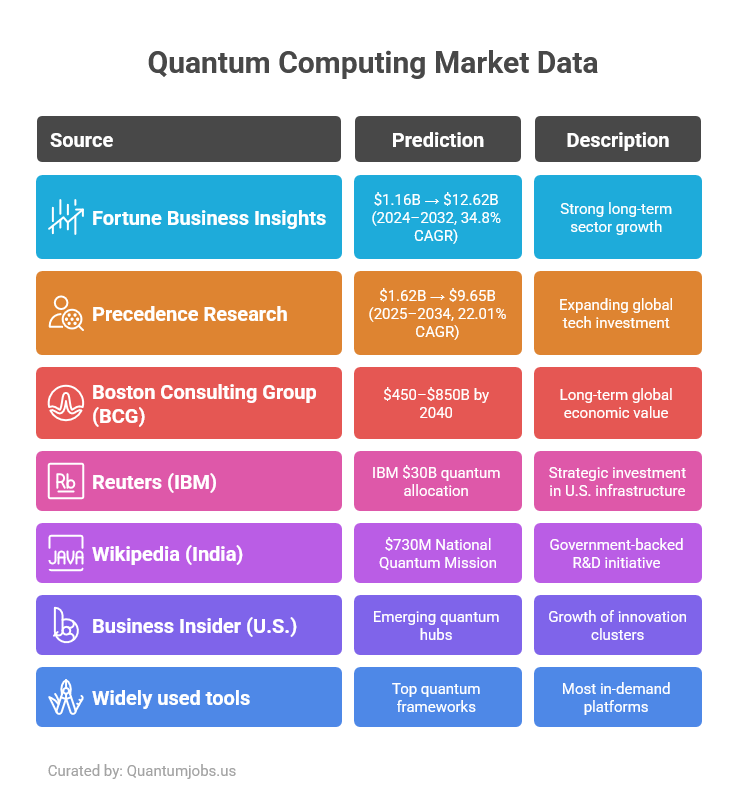 Quantum Computing Market Data
Source
Prediction
Description
Fortune Business Insights
$1.16B → $12.62B
(2024–2032, 34.8%
CAGR)
Strong long-term
sector growth
Precedence Research
$1.62B → $9.65B
(2025–2034, 22.01%
CAGR)
Expanding global
tech investment
Boston Consulting Group
(BCG)
$450–$850B by
2040
Long-term global
economic value
Rb
Reuters (IBM)
IBM $30B quantum
allocation
Strategic investment
in U.S. infrastructure
JAVA
Wikipedia (India)
$730M National
Quantum Mission
Government-backed
R&D initiative
Business Insider (U.S.)
Emerging quantum
hubs
Growth of innovation
clusters
Widely used tools
Top quantum
frameworks
Most in-demand
platforms
Curated by: Quantumjobs.us